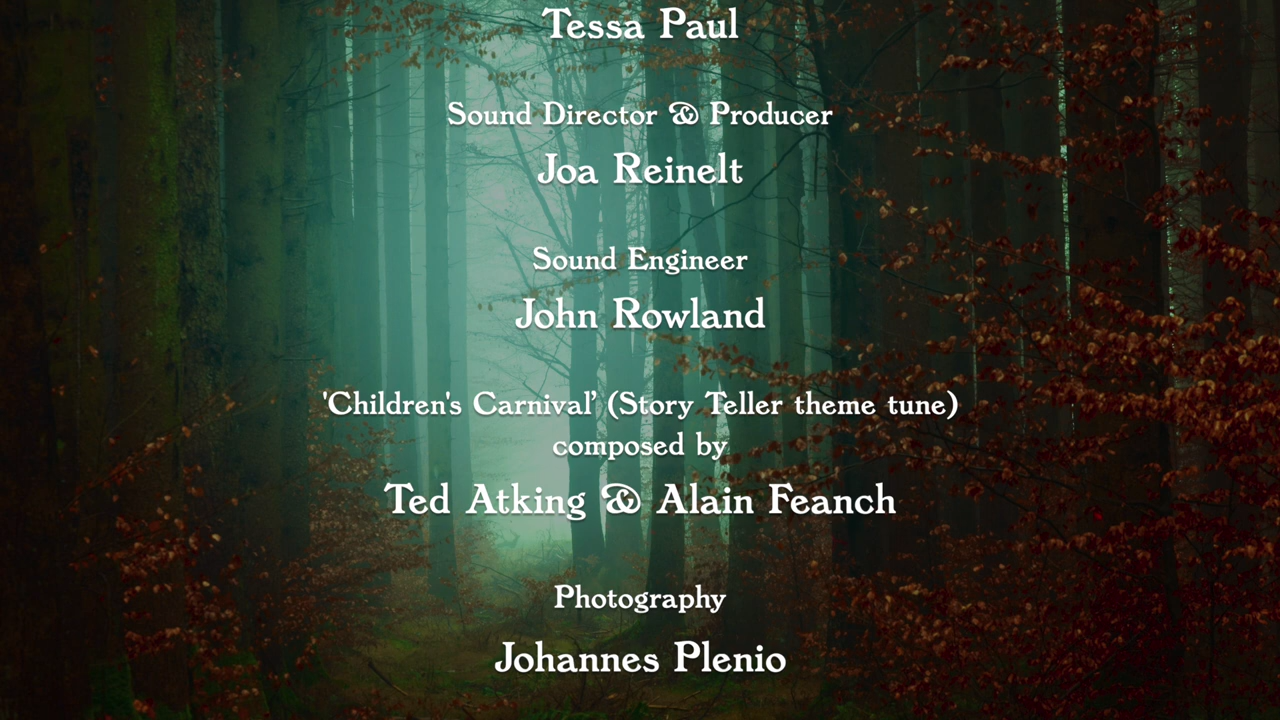 Tessa Paul
Sound Director & Producer
Joa Reinelt
Sound Engineer
John Rowland
'Children's Carnival' (Story Teller theme tune)
composed by
Ted Atking & Alain Feanch
Photography
Johannes Plenio